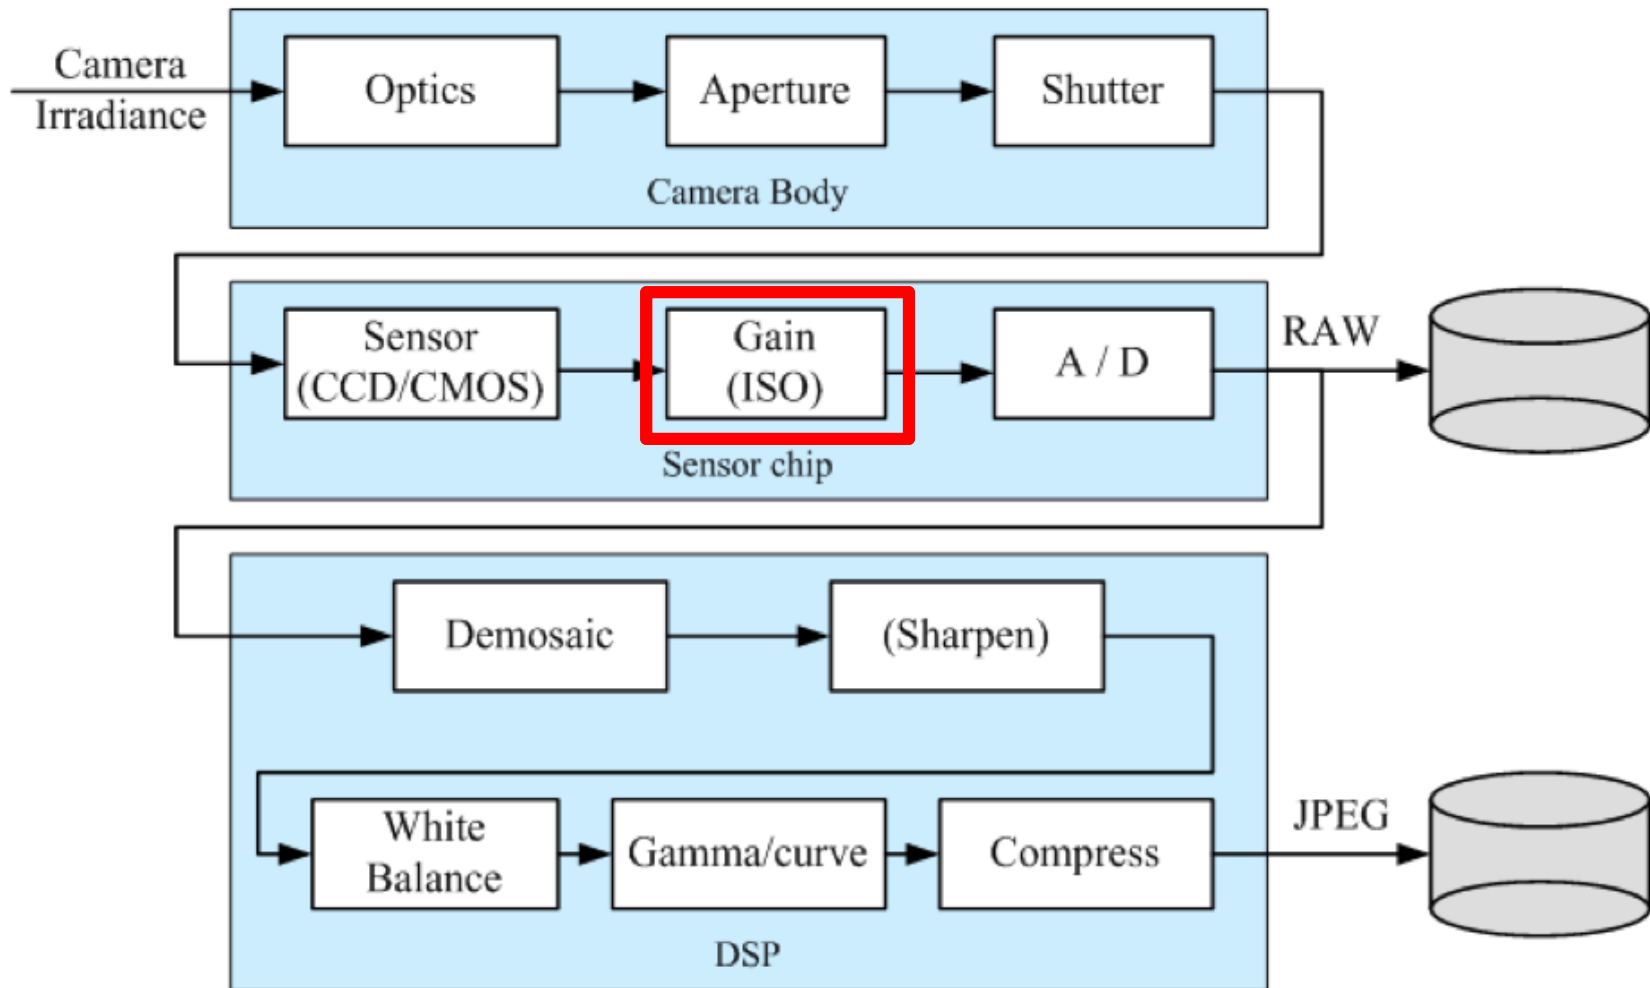 Camera
Irradiance
Optics
Aperture
Shutter
Camera Body
Sensor
(CCD/CMOS)
Gain
(ISO)
A / D
RAW
Sensor chip
Demosaic
(Sharpen)
White
Balance
Gamma/curve
Compress
JPEG
DSP